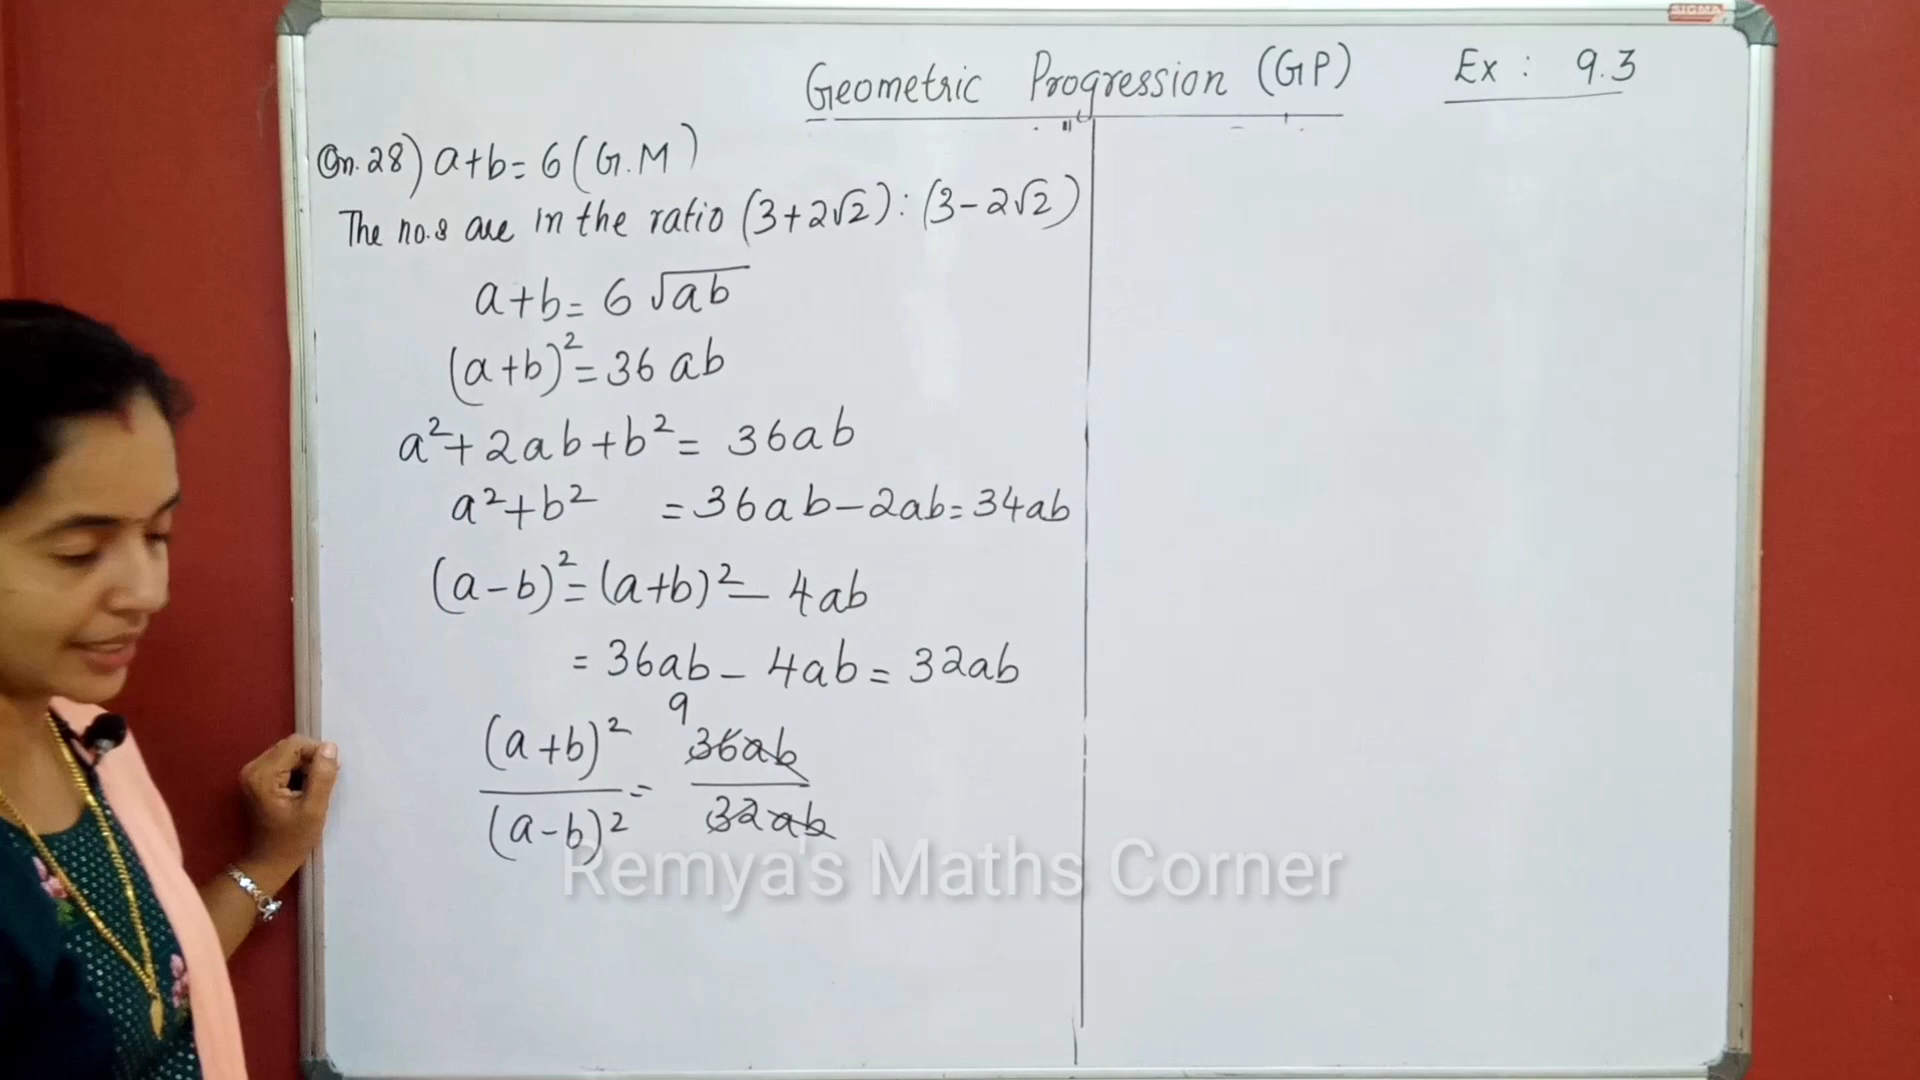 SIGMA
Geometric Progression (GP) Ex : 9.3
Qn. 28) a+b = 6 (G.M)
The no.s are in the ratio (3+2√2) : (3-2√2)
a+b = 6√ab
(a+b)² = 36 ab
a²+2ab+b² = 36ab
a²+b² = 36ab-2ab = 34ab
(a-b)² = (a+b)² - 4ab
= 36ab - 4ab = 32ab
9
(a+b)² / (a-b)² = 36ab / 32ab
Remya's Maths Corner